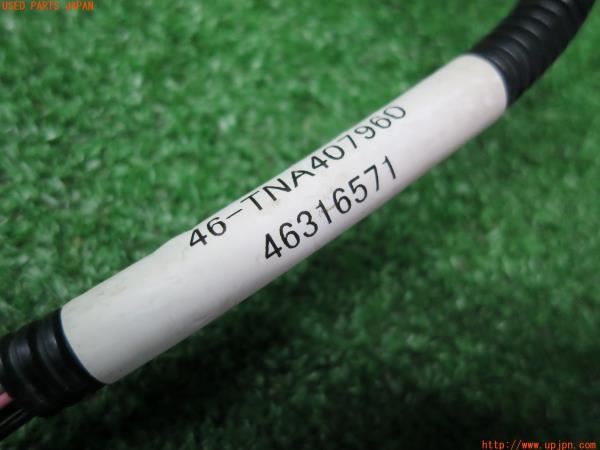 USED PARTS JAPAN
46-TNA407960
46316571
http://www.upjpn.com/